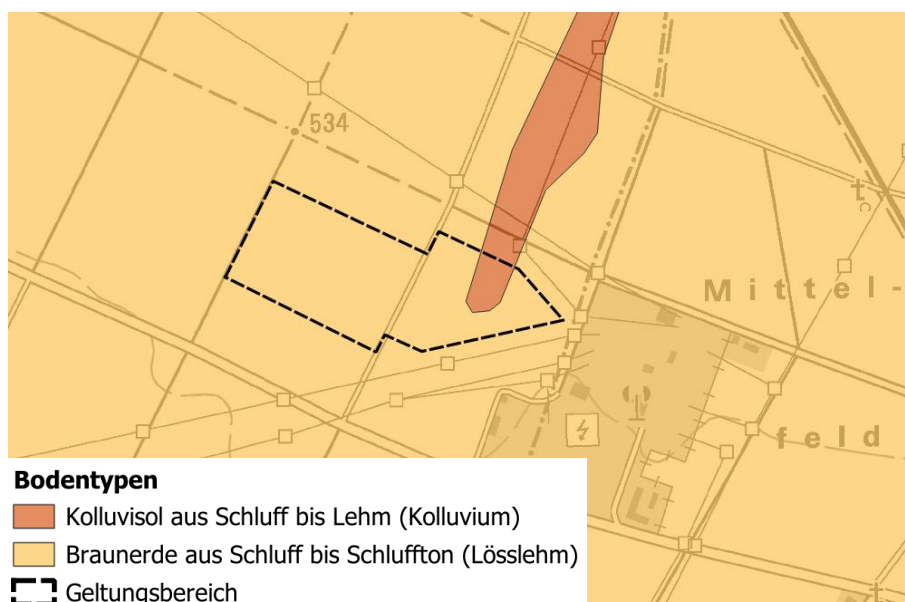 534
t
c
Mittel-
feld
Bodentypen
Kolluvisol aus Schluff bis Lehm (Kolluvium)
Braunerde aus Schluff bis Schluffton (Lösslehm)
Geltungsbereich
t